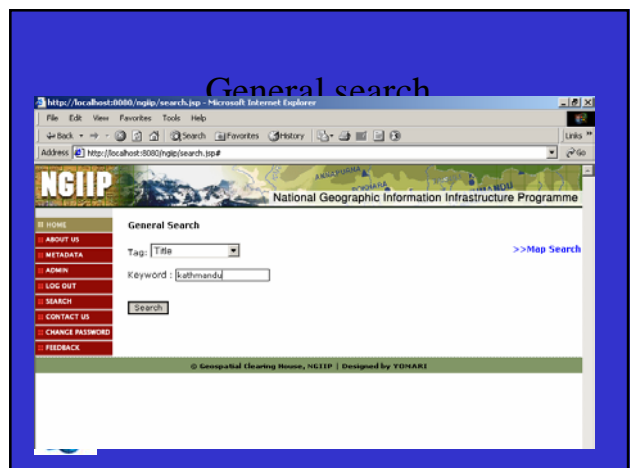 General search
http://localhost:8080/ngiip/search.jsp - Microsoft Internet Explorer
File Edit View Favorites Tools Help
Back Search Favorites History
Links »
Address http://localhost:8080/ngiip/search.jsp# Go
NGIIP
ANNAPURNA
POKHARA
National Geographic Information Infrastructure Programme
HOME
ABOUT US
METADATA
ADMIN
LOG OUT
SEARCH
CONTACT US
CHANGE PASSWORD
FEEDBACK
General Search
Tag: Title
>>Map Search
Keyword : kathmandu
Search
© Geospatial Clearing House, NGIIP | Designed by YOMARI